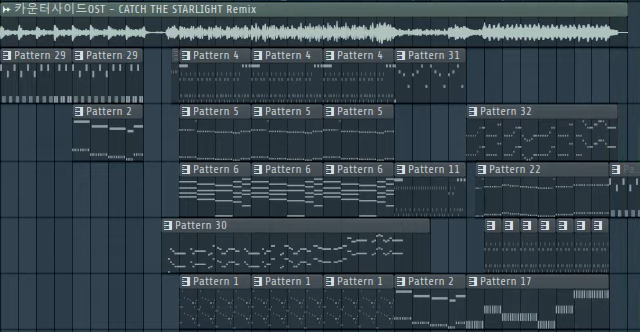 카운터사이드OST - CATCH THE STARLIGHT Remix
Pattern 29 Pattern 29 Pattern 4 Pattern 4 Pattern 4 Pattern 31
Pattern 2 Pattern 5 Pattern 5 Pattern 5 Pattern 32
Pattern 6 Pattern 6 Pattern 6 Pattern 11 Pattern 22
Pattern 30
Pattern 1 Pattern 1 Pattern 1 Pattern 2 Pattern 17